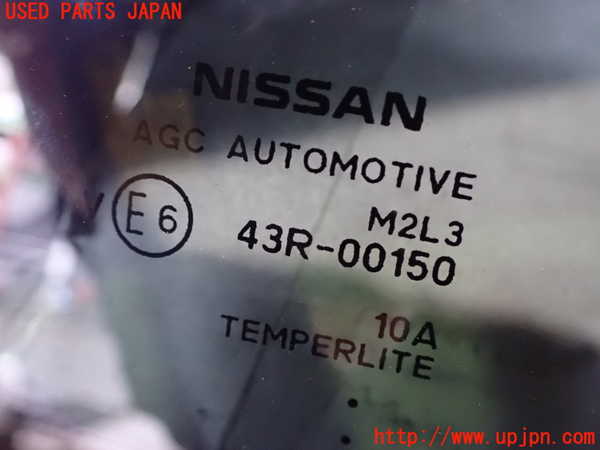 USED PARTS JAPAN
NISSAN
AGC AUTOMOTIVE
V E6 M2L3
43R-00150
10A
TEMPERLITE
http://www.upjpn.com/